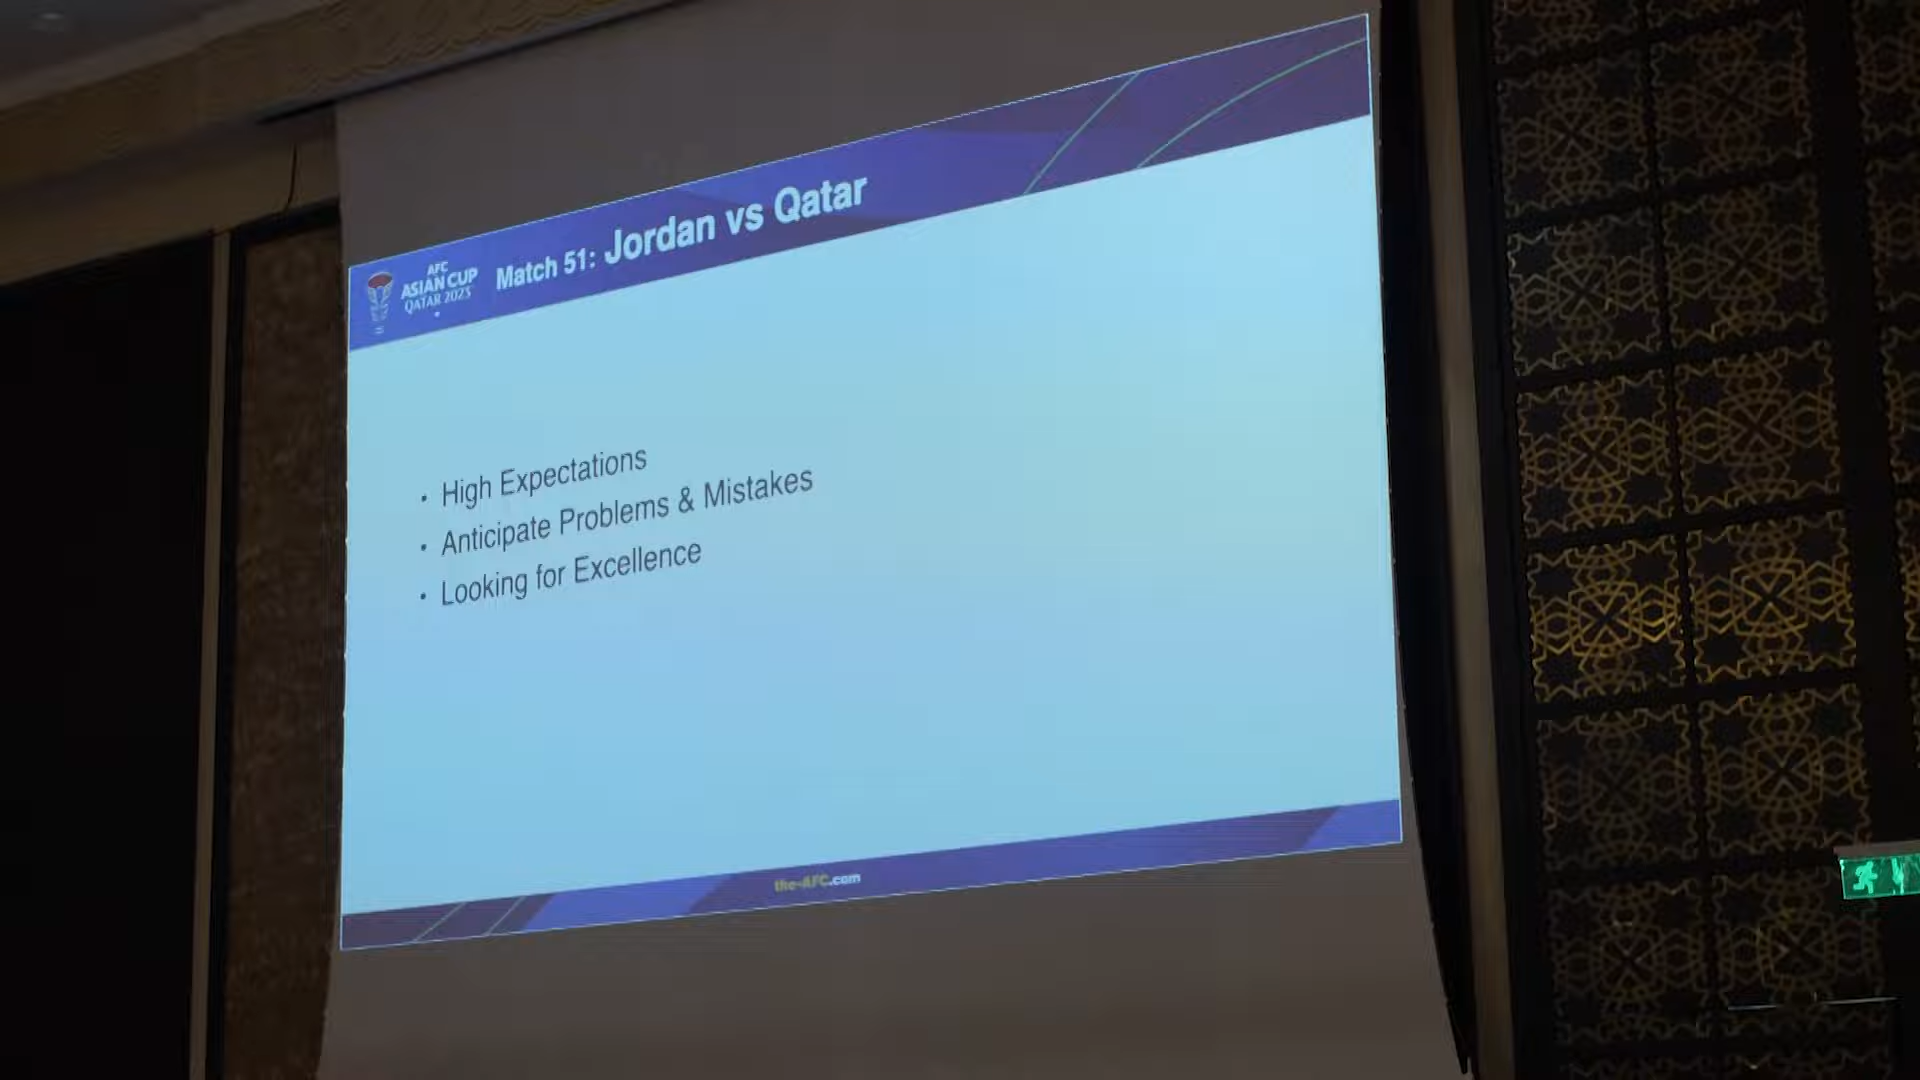 AFC
ASIAN CUP
QATAR 2023
Match 51: Jordan vs Qatar
• High Expectations
• Anticipate Problems & Mistakes
• Looking for Excellence
the-AFC.com